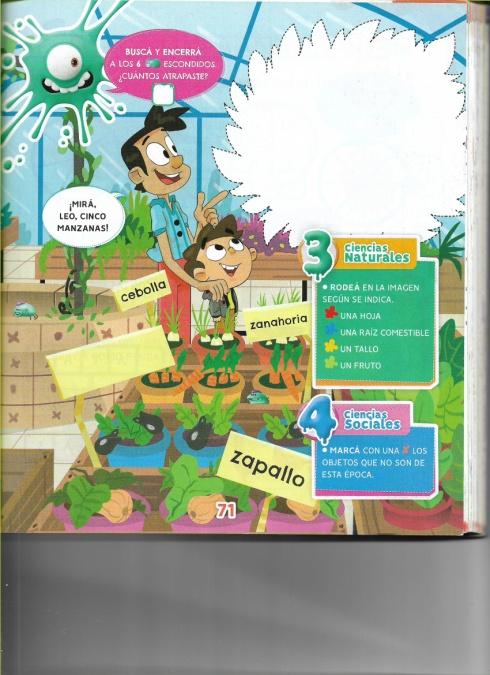 BUSCÁ Y ENCERRÁ
A LOS 6 ESCONDIDOS.
¿CUÁNTOS ATRAPASTE?
¡MIRÁ,
LEO, CINCO
MANZANAS!
cebolla
zanahoria
zapallo
3 Ciencias
Naturales
• RODEÁ EN LA IMAGEN
SEGÚN SE INDICA.
UNA HOJA
UNA RAÍZ COMESTIBLE
UN TALLO
UN FRUTO
4 Ciencias
Sociales
• MARCÁ CON UNA X LOS
OBJETOS QUE NO SON DE
ESTA ÉPOCA.
71